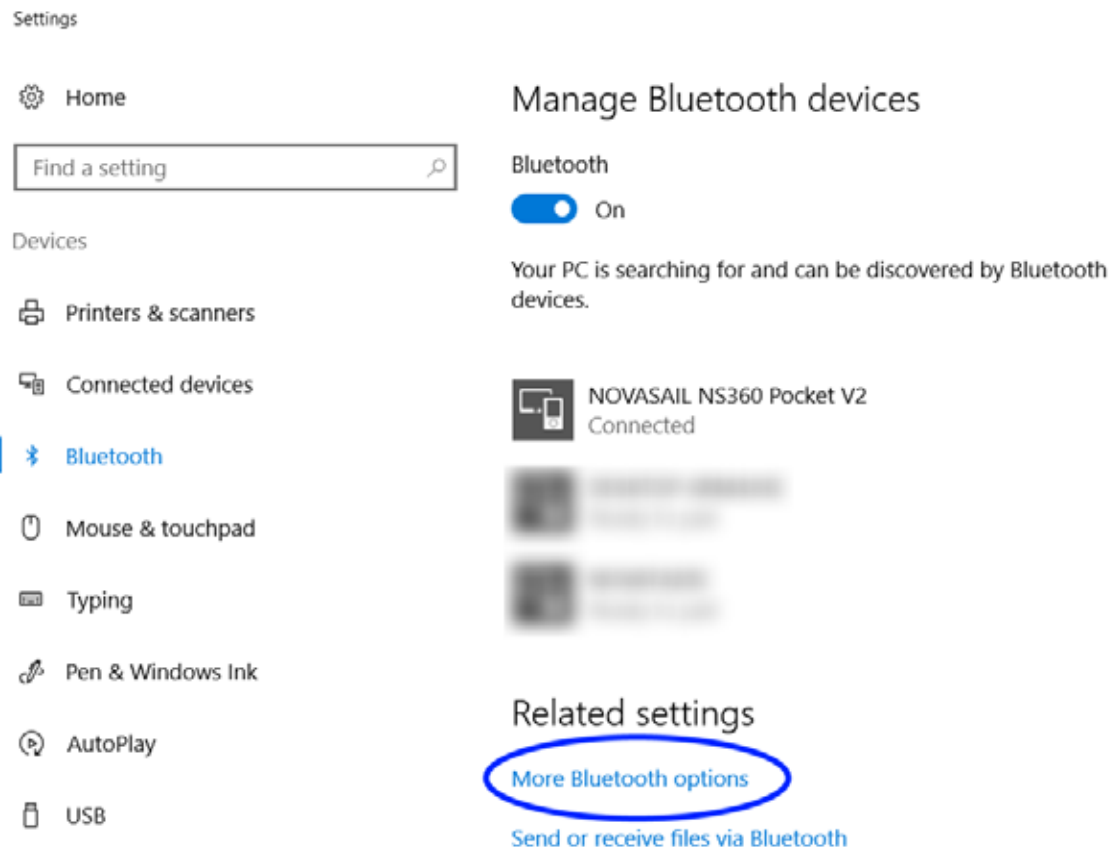 Settings
Home
Find a setting
Devices
Printers & scanners
Connected devices
Bluetooth
Mouse & touchpad
Typing
Pen & Windows Ink
AutoPlay
USB
Manage Bluetooth devices
Bluetooth
On
Your PC is searching for and can be discovered by Bluetooth
devices.
NOVASAIL NS360 Pocket V2
Connected
Related settings
More Bluetooth options
Send or receive files via Bluetooth